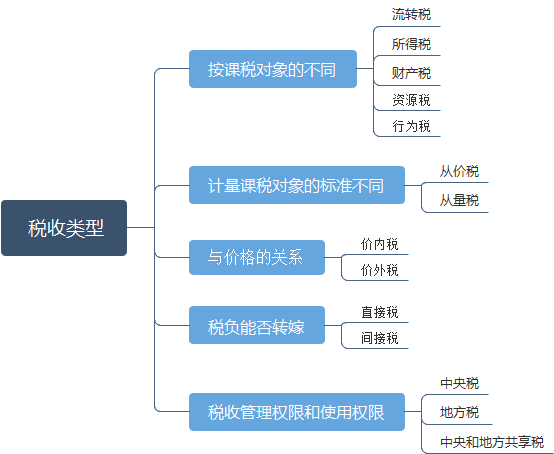 税收类型
按课税对象的不同
流转税
所得税
财产税
资源税
行为税
计量课税对象的标准不同
从价税
从量税
与价格的关系
价内税
价外税
税负能否转嫁
直接税
间接税
税收管理权限和使用权限
中央税
地方税
中央和地方共享税